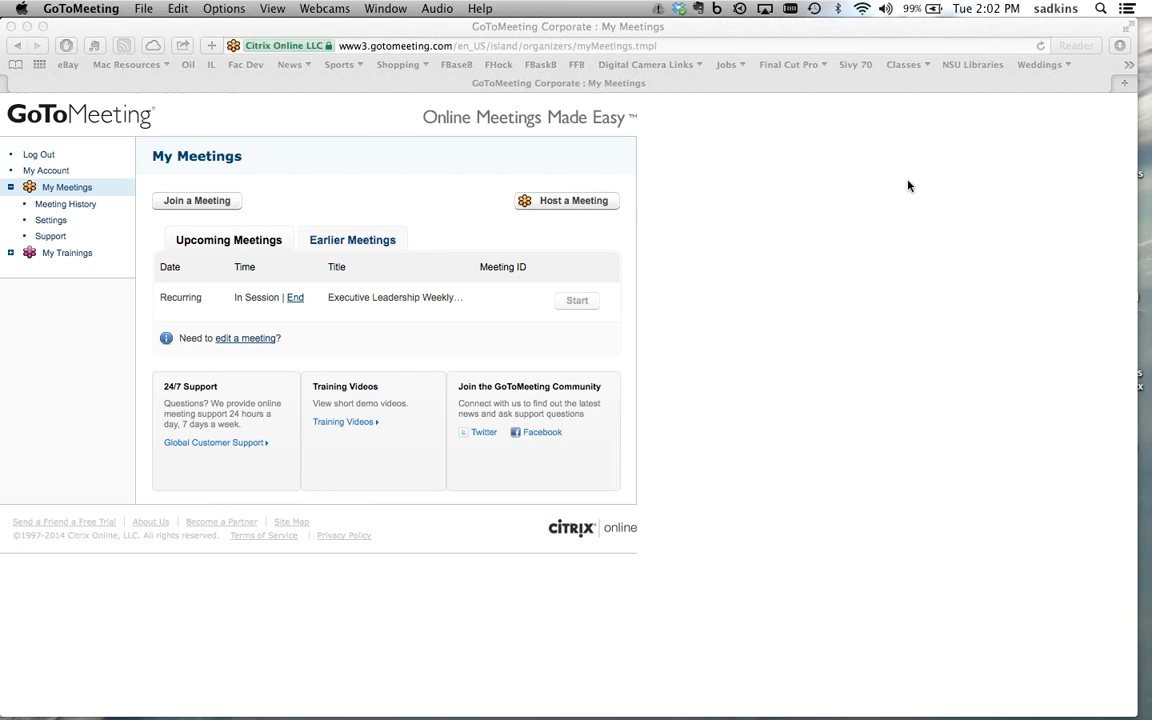 GoToMeeting File Edit Options View Webcams Window Audio Help 99% Tue 2:02 PM sadkins
GoToMeeting Corporate : My Meetings
Citrix Online LLC www3.gotomeeting.com/en_US/island/organizers/myMeetings.tmpl Reader
eBay Mac Resources Oil IL Fac Dev News Sports Shopping FBaseB FHock FBaskB FFB Digital Camera Links Jobs Final Cut Pro Sivy 70 Classes NSU Libraries Weddings
GoToMeeting Corporate : My Meetings
GoToMeeting Online Meetings Made Easy ™
Log Out
My Account
My Meetings
Meeting History
Settings
Support
My Trainings
My Meetings
Join a Meeting Host a Meeting
Upcoming Meetings Earlier Meetings
Date Time Title Meeting ID
Recurring In Session | End Executive Leadership Weekly... Start
Need to edit a meeting?
24/7 Support
Questions? We provide online
meeting support 24 hours a
day, 7 days a week.
Global Customer Support
Training Videos
View short demo videos.
Training Videos
Join the GoToMeeting Community
Connect with us to find out the latest
news and ask support questions
Twitter Facebook
Send a Friend a Free Trial | About Us | Become a Partner | Site Map
©1997-2014 Citrix Online, LLC. All rights reserved. Terms of Service | Privacy Policy
CITRIX online